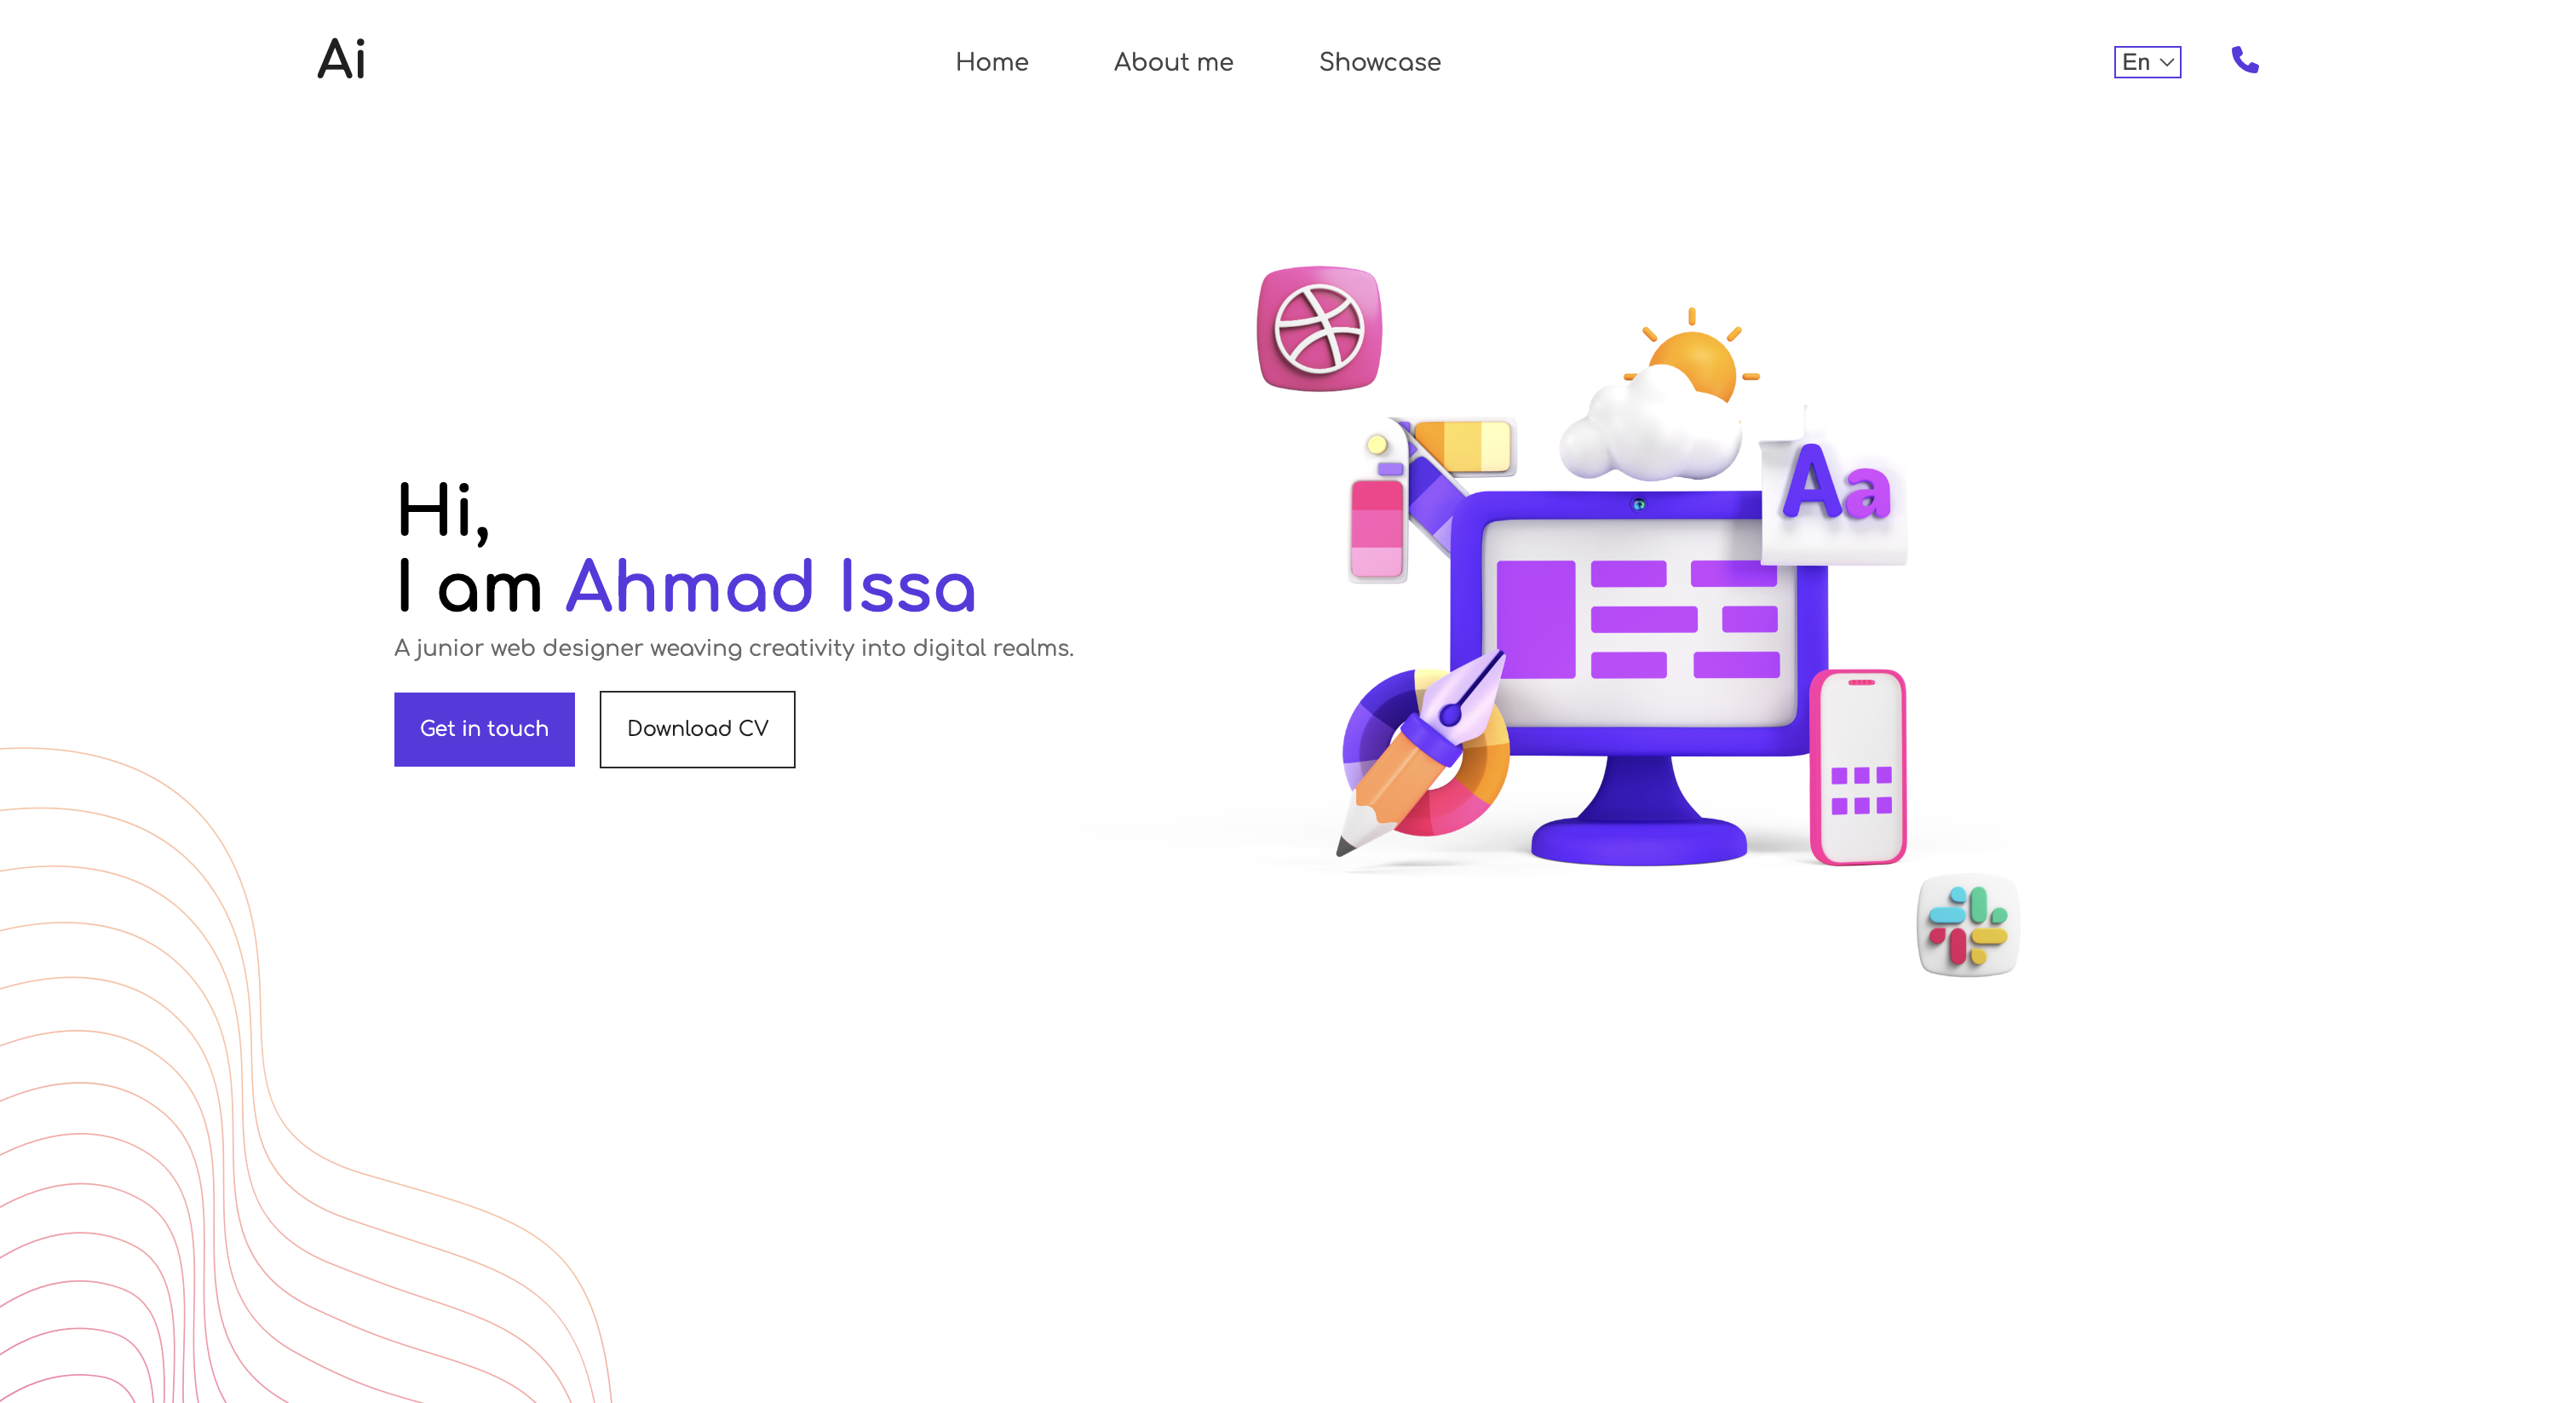 Ai
Home About me Showcase
En
Hi,
I am Ahmad Issa
A junior web designer weaving creativity into digital realms.
Get in touch Download CV
Aa